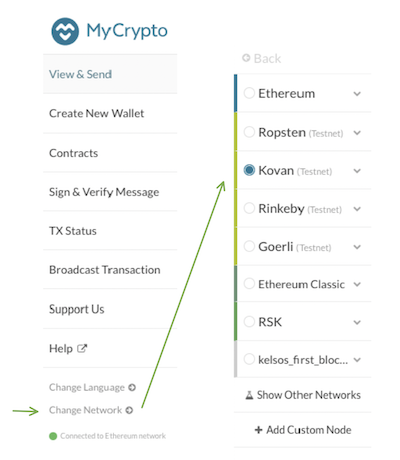 MyCrypto
View & Send
Create New Wallet
Contracts
Sign & Verify Message
TX Status
Broadcast Transaction
Support Us
Help
Change Language
Change Network
Connected to Ethereum network
Back
Ethereum
Ropsten (Testnet)
Kovan (Testnet)
Rinkeby (Testnet)
Goerli (Testnet)
Ethereum Classic
RSK
kelsos_first_bloc...
Show Other Networks
+ Add Custom Node